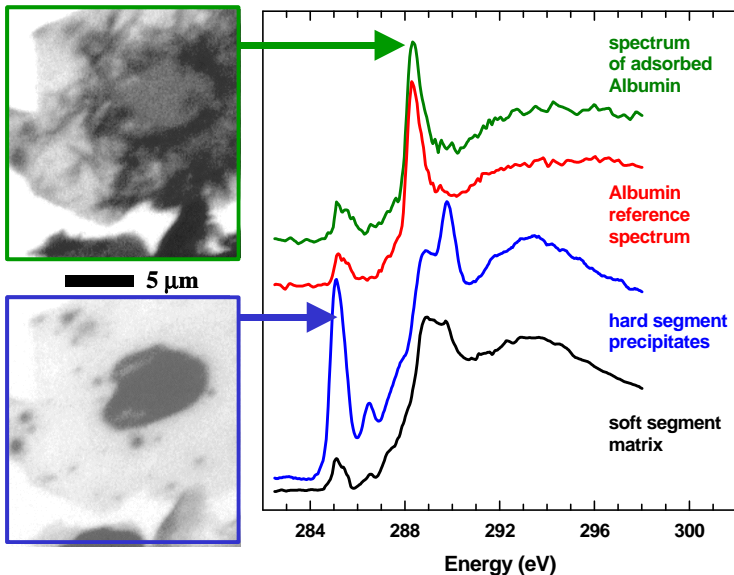 spectrum
of adsorbed
Albumin
Albumin
reference
spectrum
5 μm
hard segment
precipitates
soft segment
matrix
284 288 292 296 300
Energy (eV)